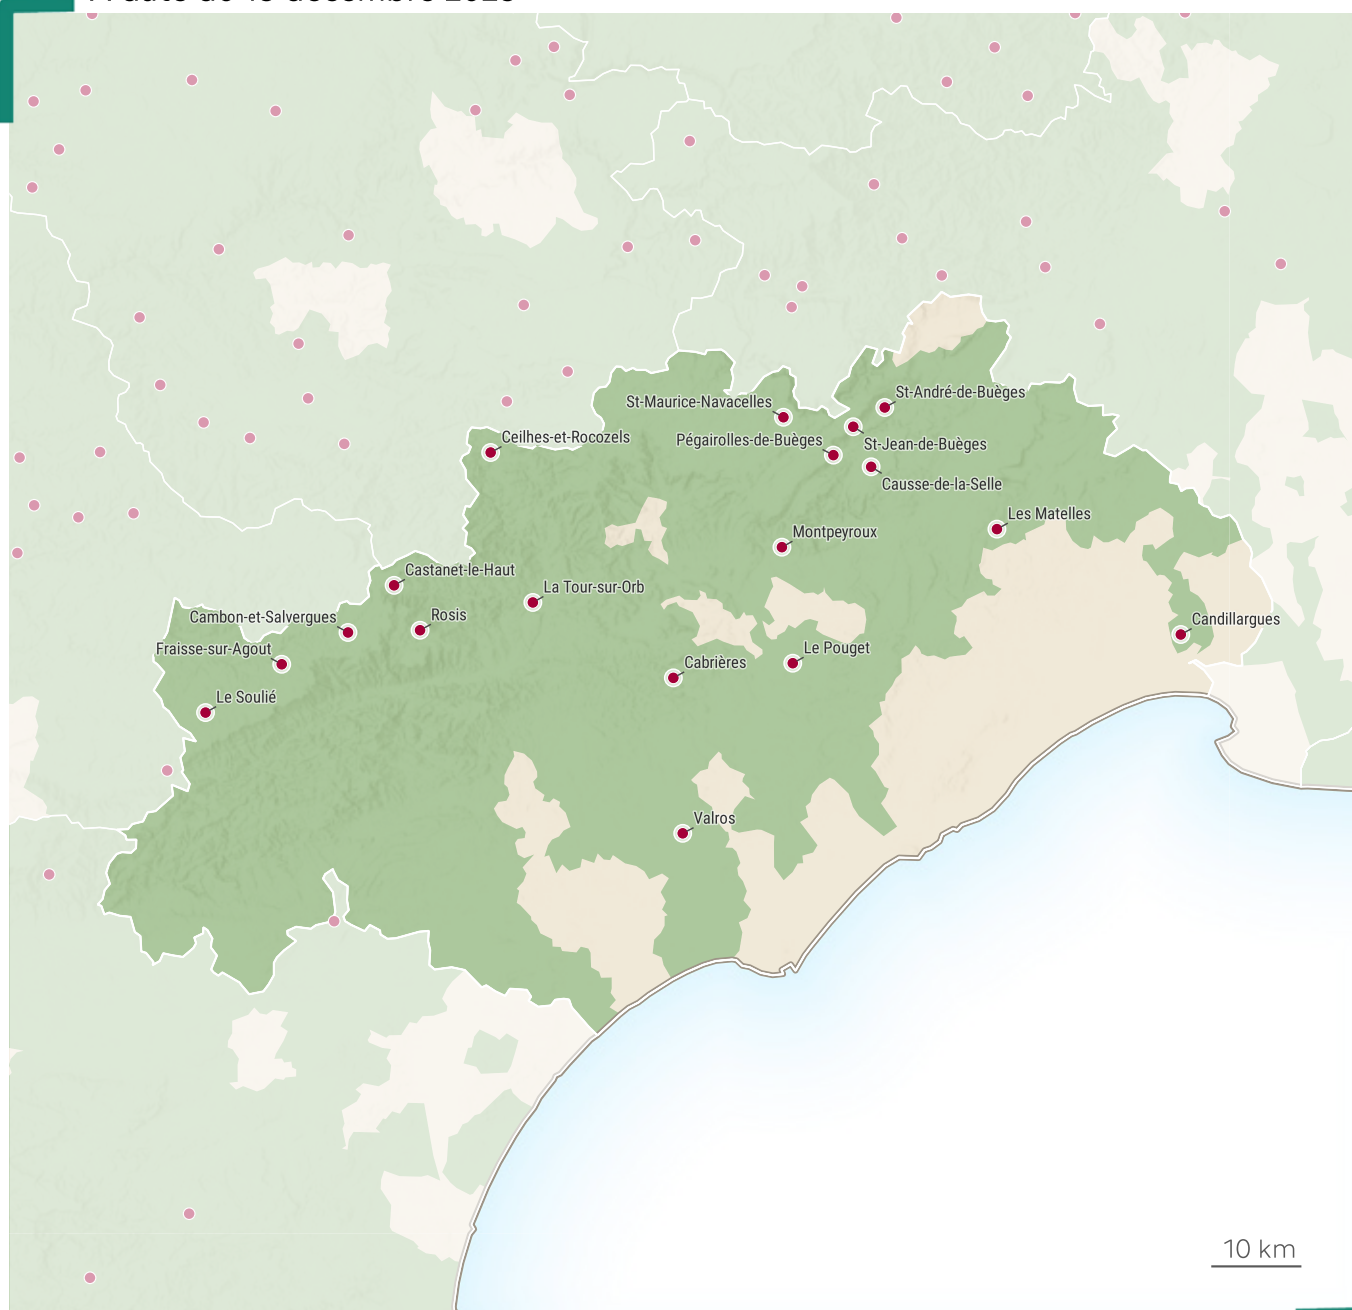 St-André-de-Buèges
St-Maurice-Navacelles
Ceilhes-et-Rocozels
Pégairolles-de-Buèges
St-Jean-de-Buèges
Causse-de-la-Selle
Les Matelles
Montpeyroux
Castanet-le-Haut
La Tour-sur-Orb
Cambon-et-Salvergues
Rosis
Candillargues
Fraisse-sur-Agout
Le Pouget
Cabrières
Le Soulié
Valros
10 km